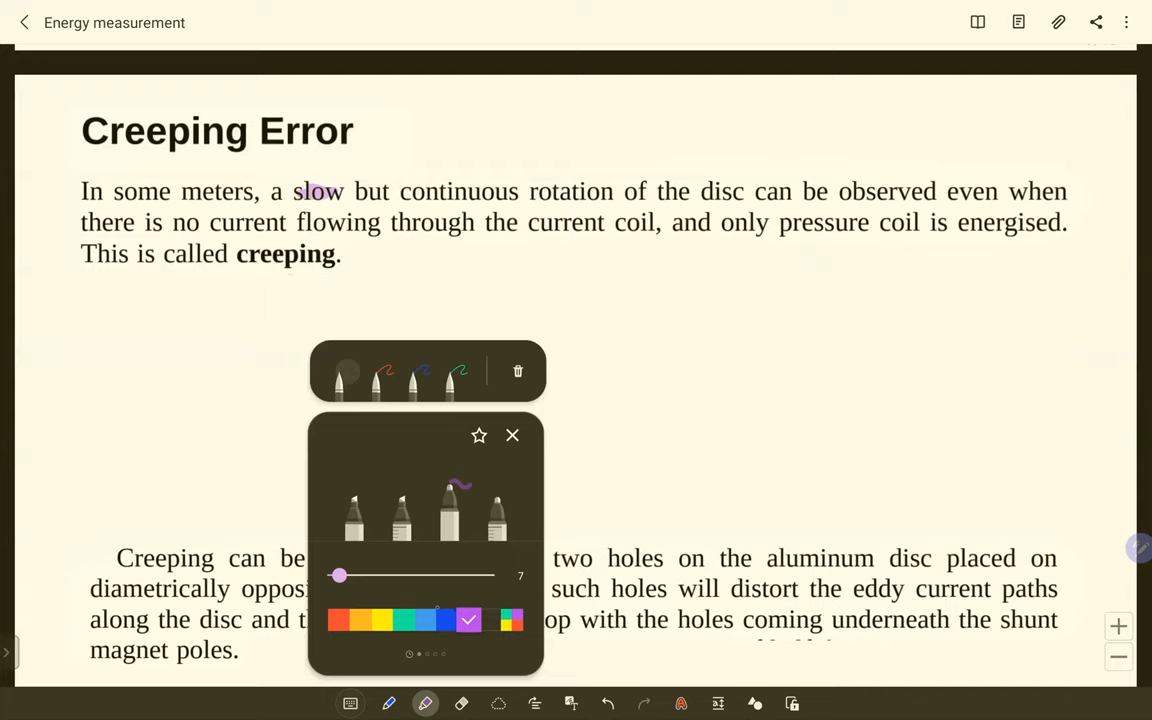 Energy measurement
Creeping Error
In some meters, a slow but continuous rotation of the disc can be observed even when
there is no current flowing through the current coil, and only pressure coil is energised.
This is called creeping.
Creeping can be two holes on the aluminum disc placed on
diametrically such holes will distort the eddy current paths
7
along the disc and with the holes coming underneath the shunt
magnet poles.